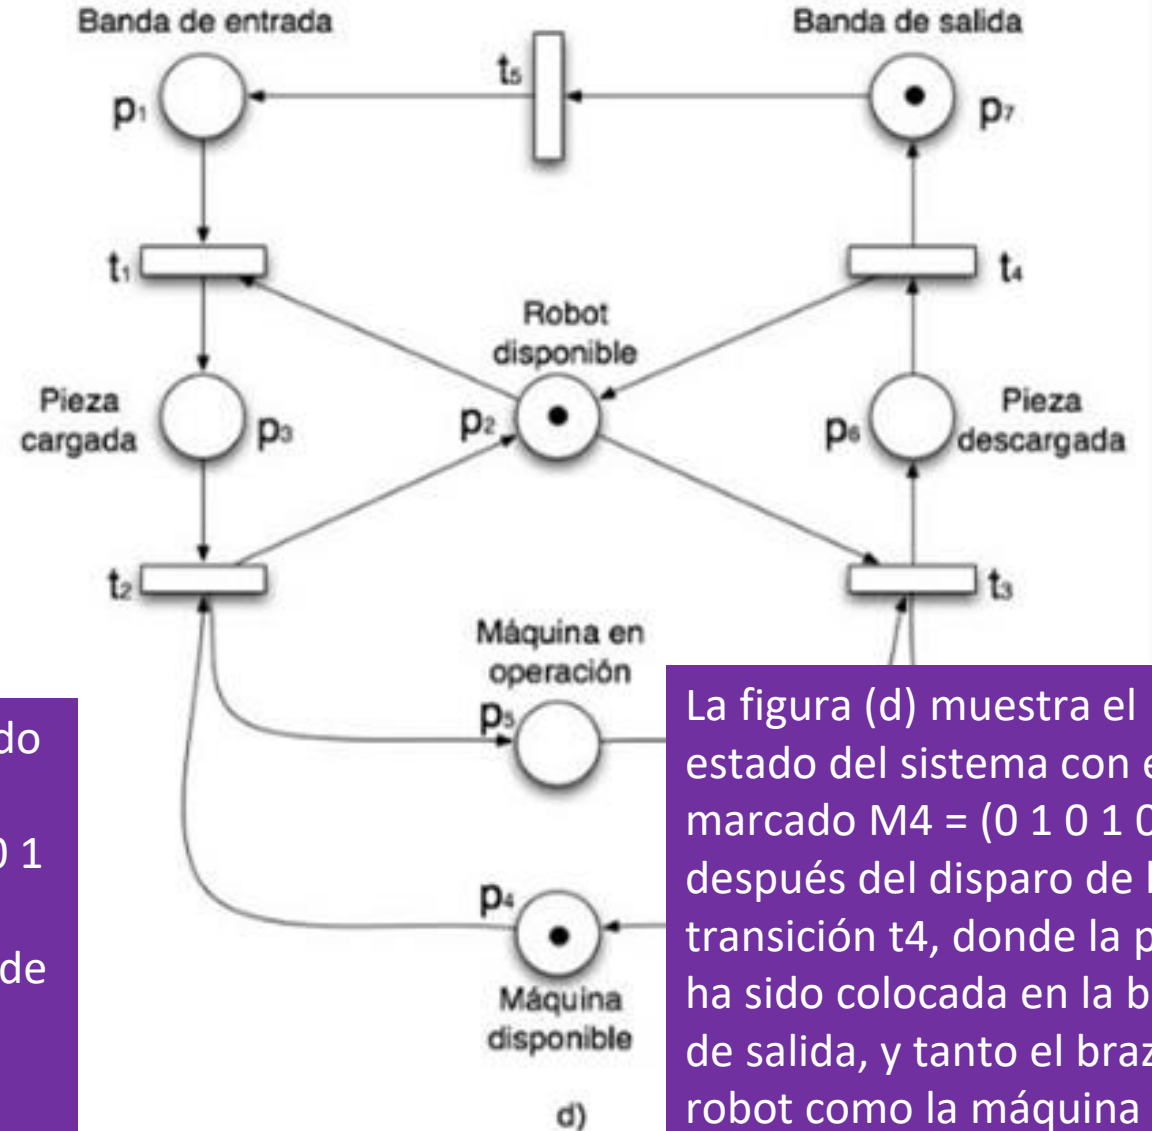 Banda de entrada
Banda de salida
t5
p1
p7
t1
t4
Robot
disponible
Pieza
cargada
p3
p2
p6
Pieza
descargada
t2
t3
Máquina en
operación
p5
p4
Máquina
disponible
d)
do
0 1
de
La figura (d) muestra el
estado del sistema con e
marcado M4 = (0 1 0 1 0
después del disparo de l
transición t4, donde la p
ha sido colocada en la b
de salida, y tanto el braz
robot como la máquina